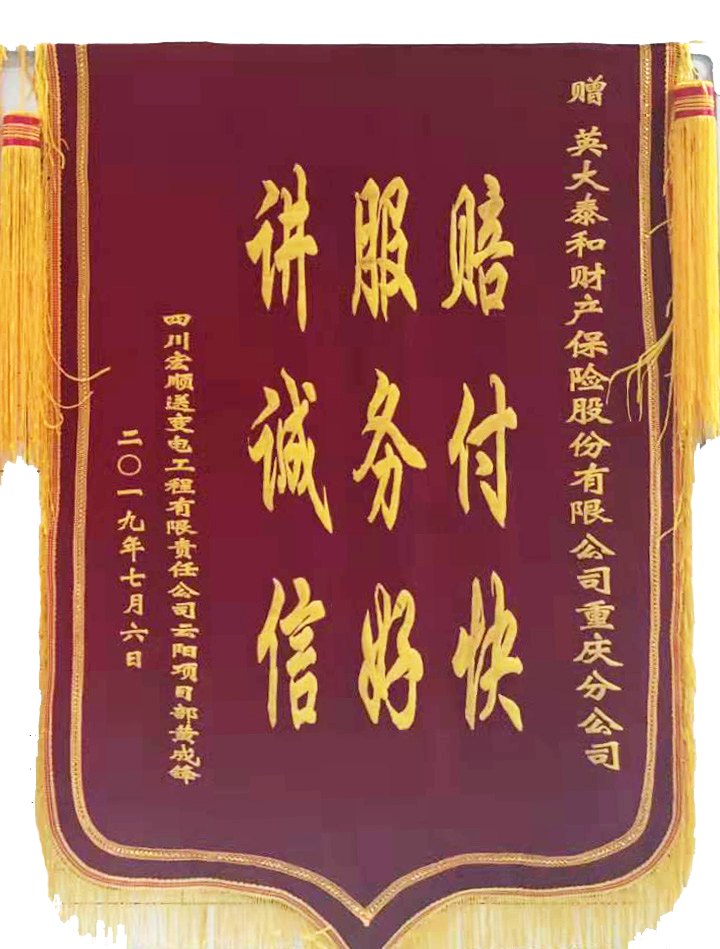 赠 英大泰和财产保险股份有限公司重庆分公司
赔付快
服务好
讲诚信
四川宏顺送变电工程有限责任公司云阳项目部黄成锋
二〇一九年七月六日